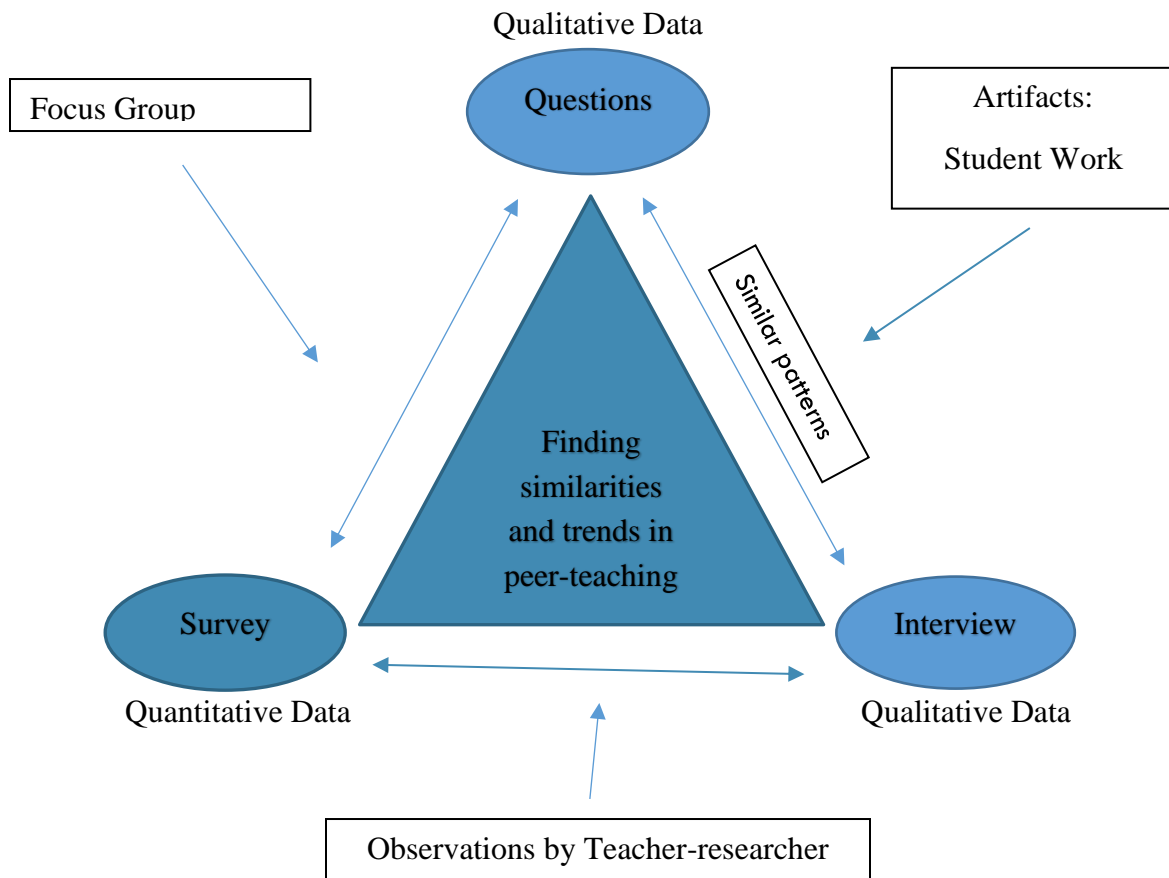 Qualitative Data
Questions
Focus Group
Artifacts:
Student Work
Similar patterns
Finding
similarities
and trends in
peer-teaching
Survey
Interview
Quantitative Data
Qualitative Data
Observations by Teacher-researcher